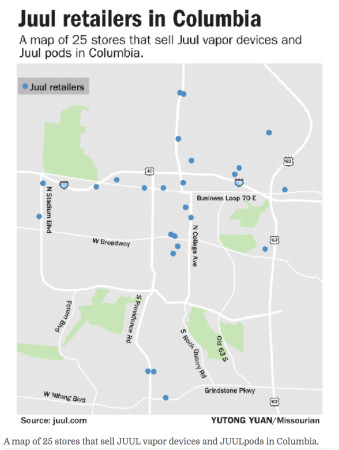 Juul retailers in Columbia
A map of 25 stores that sell Juul vapor devices and
Juul pods in Columbia.
Juul retailers
40
63
70
70
Business Loop 70 E
N Stadium Blvd
N College Ave
W Broadway
63
Forum Blvd
S Providence Rd
S Rock Quarry Rd
Old 63 S
W Nifong Blvd
Grindstone Pkwy
63
Source: juul.com
YUTONG YUAN/Missourian
A map of 25 stores that sell JUUL vapor devices and JUULpods in Columbia.